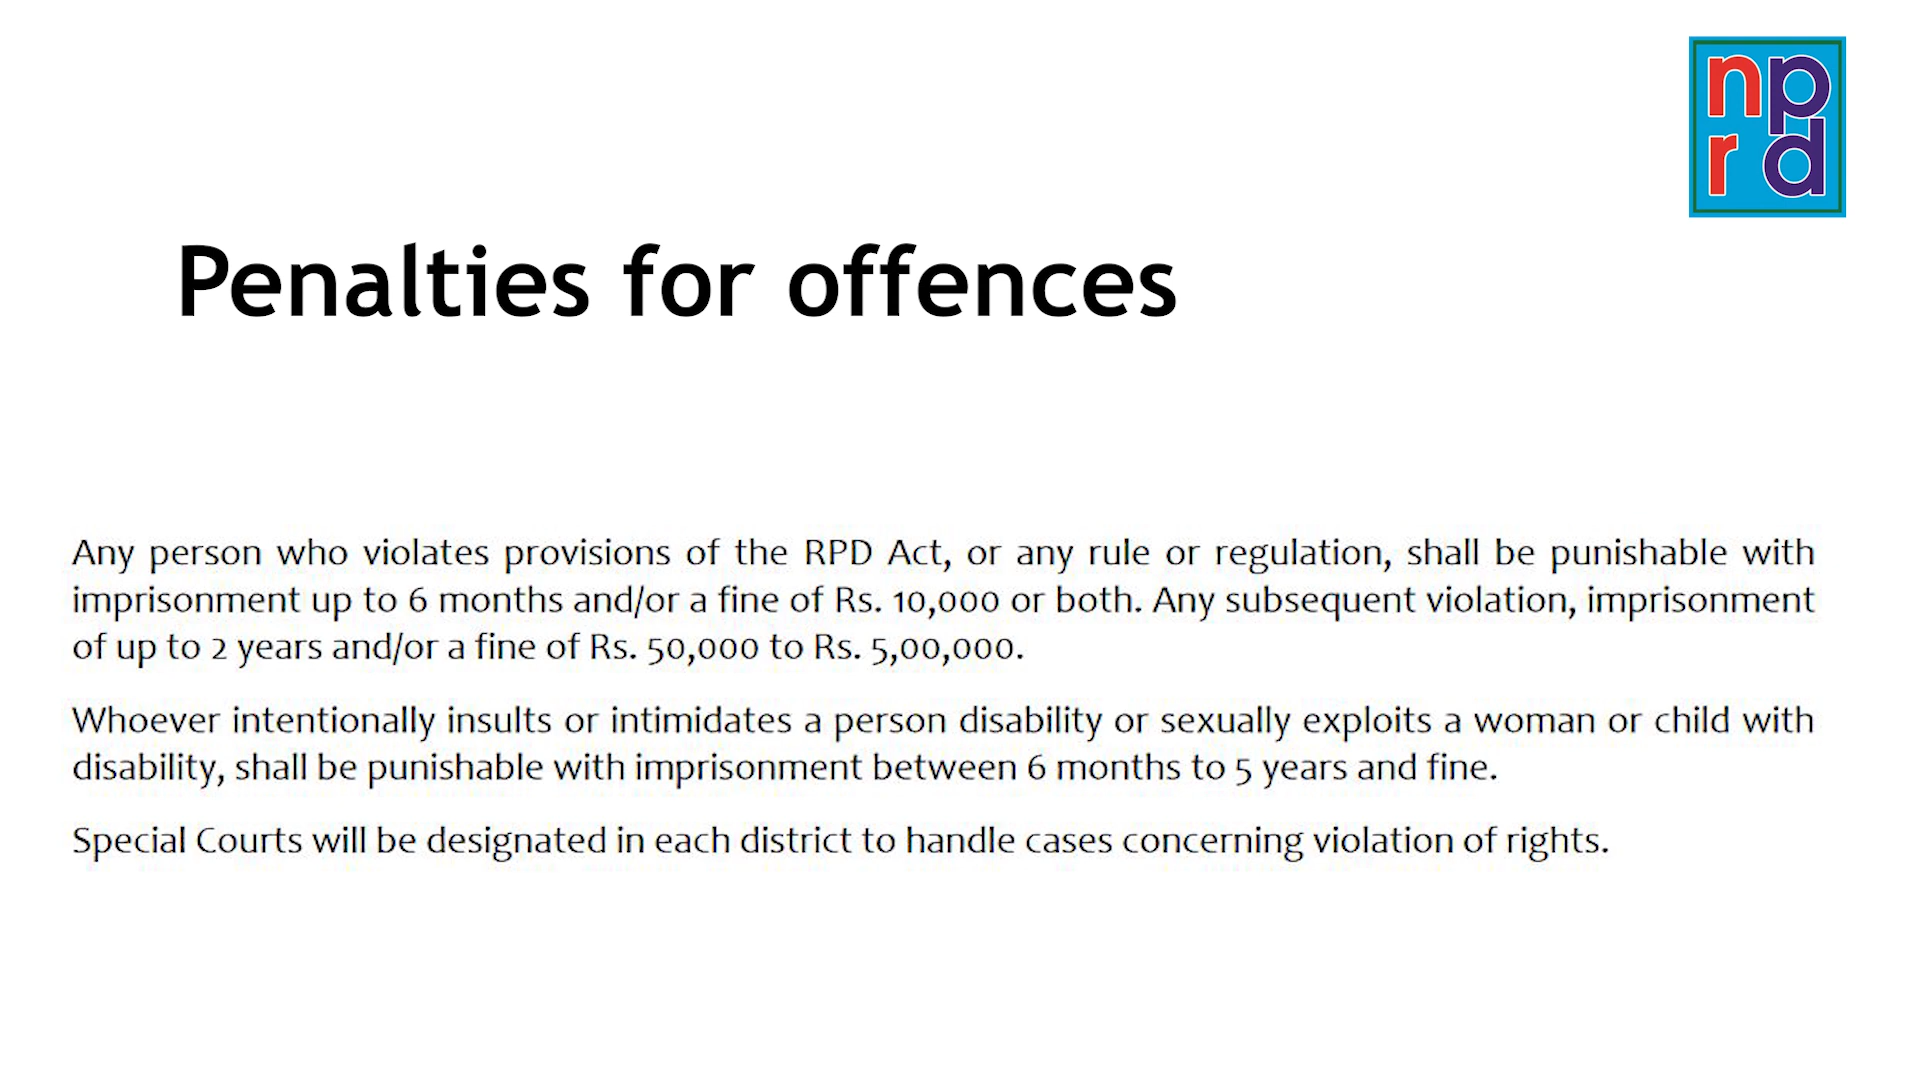 np
rd
Penalties for offences
Any person who violates provisions of the RPD Act, or any rule or regulation, shall be punishable with
imprisonment up to 6 months and/or a fine of Rs. 10,000 or both. Any subsequent violation, imprisonment
of up to 2 years and/or a fine of Rs. 50,000 to Rs. 5,00,000.
Whoever intentionally insults or intimidates a person disability or sexually exploits a woman or child with
disability, shall be punishable with imprisonment between 6 months to 5 years and fine.
Special Courts will be designated in each district to handle cases concerning violation of rights.